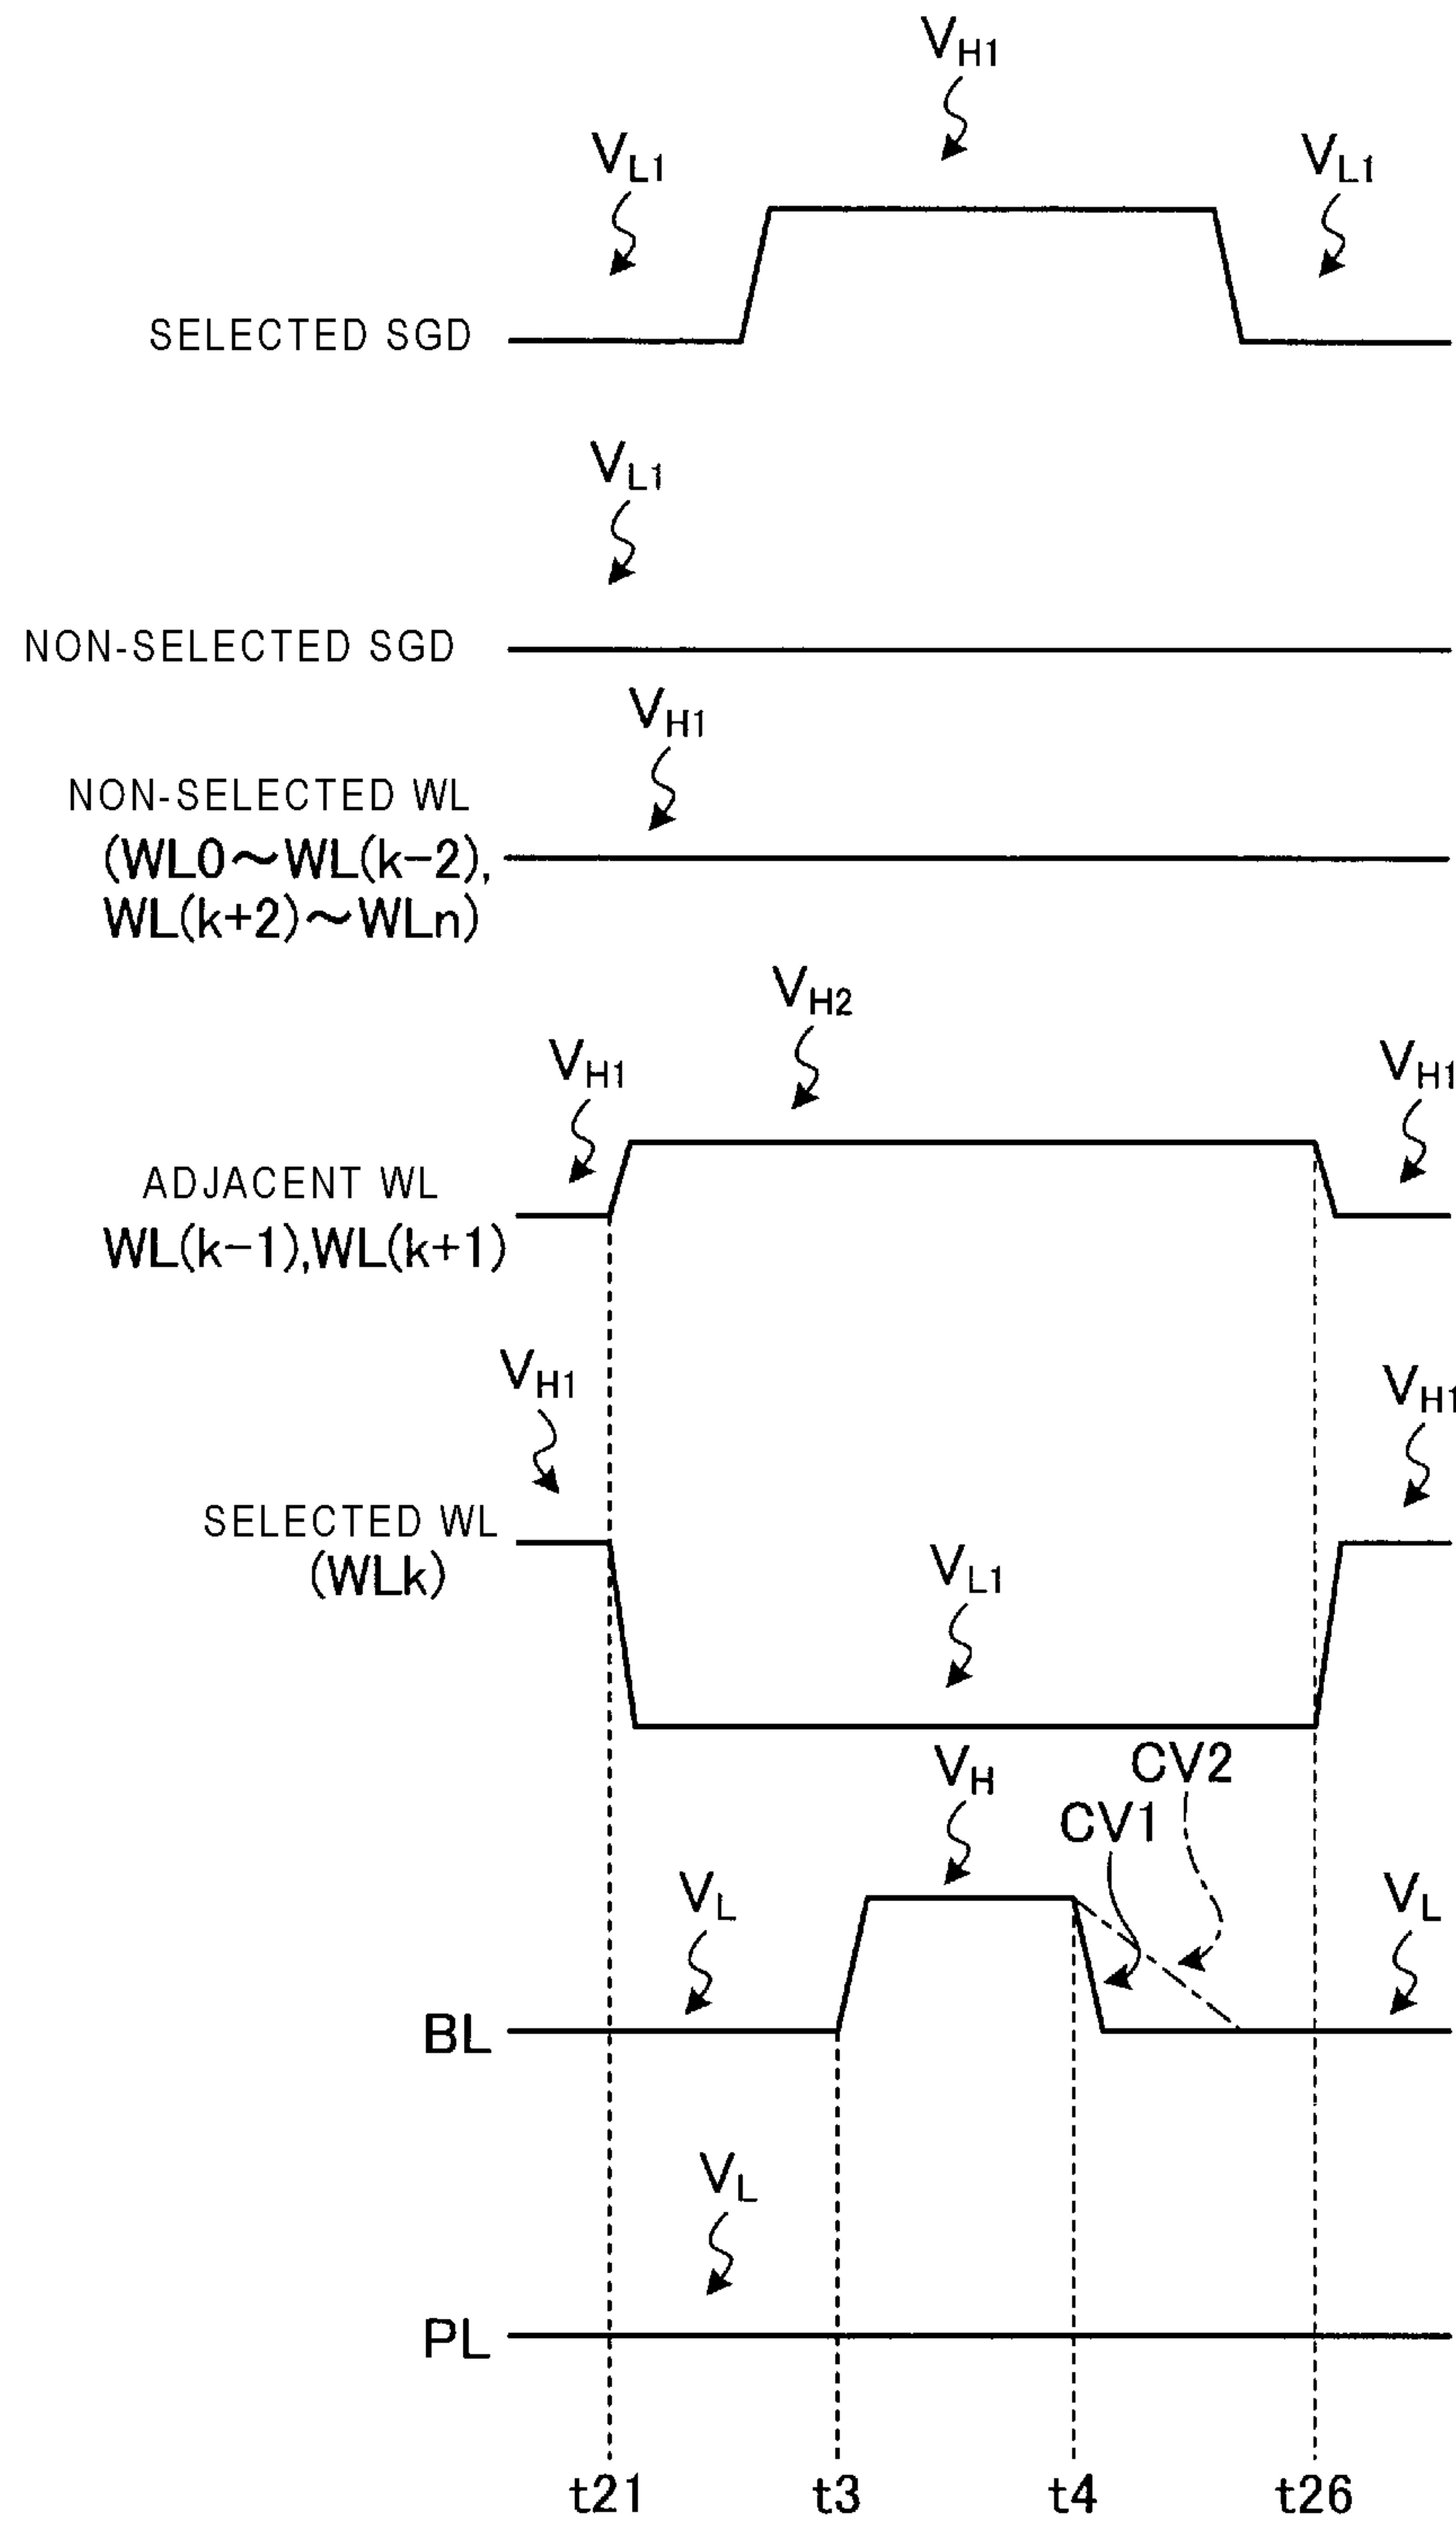 VH1
VL1
VL1
SELECTED SGD
VL1
NON-SELECTED SGD
VH1
NON-SELECTED WL
(WL0～WL(k-2),
WL(k+2)～WLn)
VH2
VH1
VH1
ADJACENT WL
WL(k-1),WL(k+1)
VH1
VH1
SELECTED WL
(WLk)
VL1
VH
CV2
CV1
VL
VL
BL
VL
PL
t21 t3 t4 t26